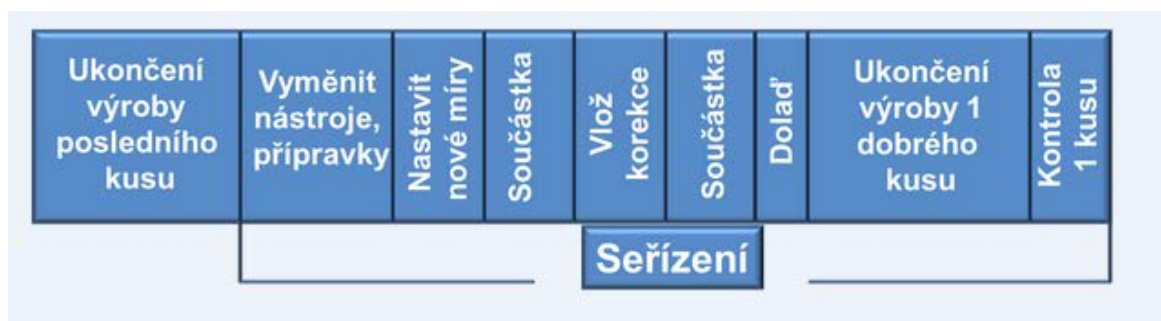 Ukončení
výroby
posledního
kusu
Vyměnit
nástroje,
přípravky
Nastavit
nové míry
Součástka
Vlož
korekce
Součástka
Dolaď
Ukončení
výroby 1
dobrého
kusu
Kontrola
1 kusu
Seřízení